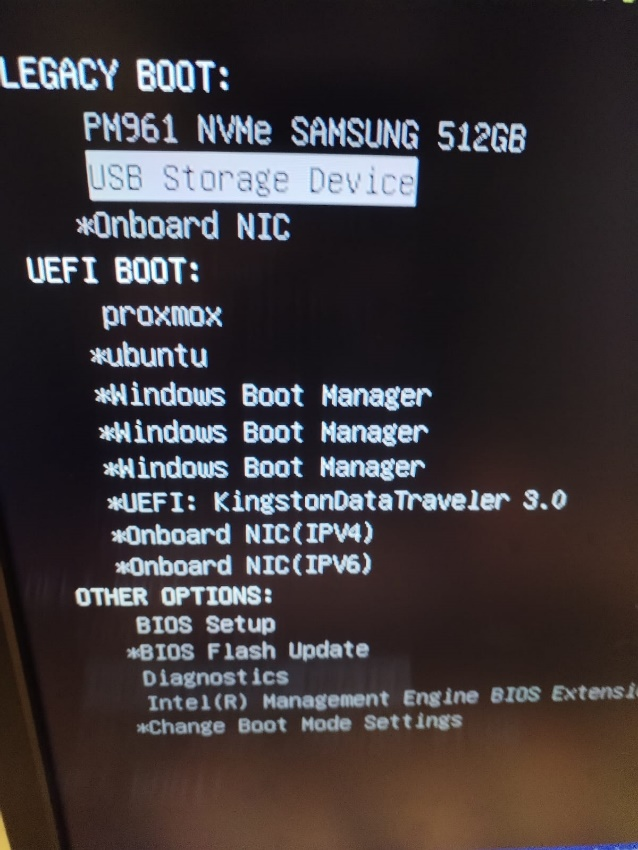 LEGACY BOOT:
PM961 NVMe SAMSUNG 512GB
USB Storage Device
*Onboard NIC
UEFI BOOT:
proxmox
*ubuntu
*Windows Boot Manager
*Windows Boot Manager
*Windows Boot Manager
*UEFI: KingstonDataTraveler 3.0
*Onboard NIC(IPV4)
*Onboard NIC(IPV6)
OTHER OPTIONS:
BIOS Setup
*BIOS Flash Update
Diagnostics
Intel(R) Management Engine BIOS Extensi
*Change Boot Mode Settings